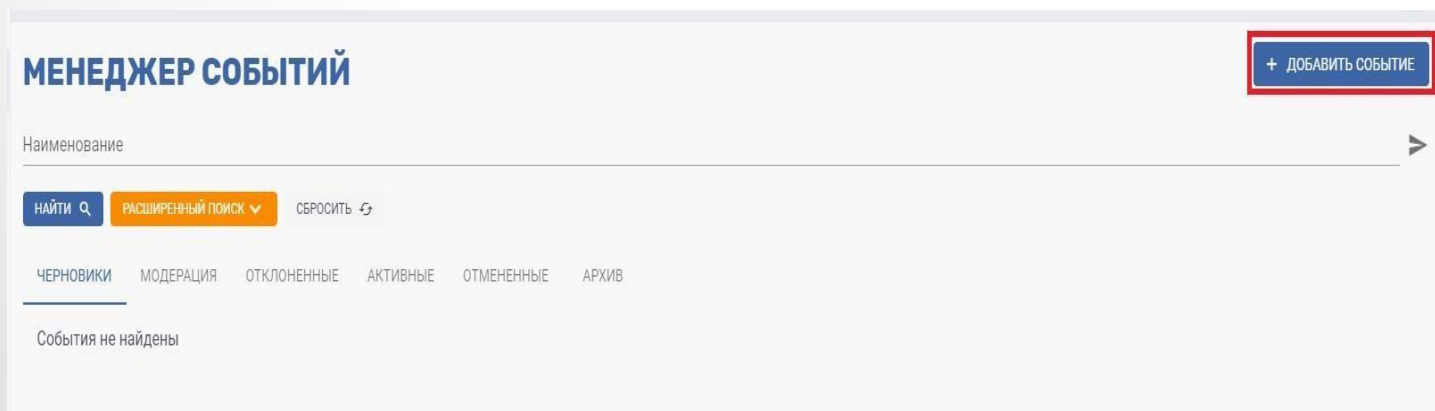 МЕНЕДЖЕР СОБЫТИЙ
+ ДОБАВИТЬ СОБЫТИЕ
Наименование
НАЙТИ РАСШИРЕННЫЙ ПОИСК СБРОСИТЬ
ЧЕРНОВИКИ МОДЕРАЦИЯ ОТКЛОНЕННЫЕ АКТИВНЫЕ ОТМЕНЕННЫЕ АРХИВ
События не найдены